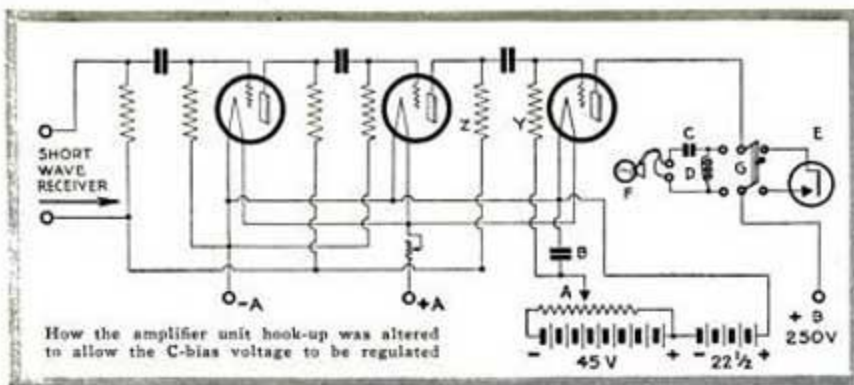 Z
Y
C
E
SHORT
WAVE
RECEIVER
D
G
F
B
-A
+A
A
+ B
250V
- 45 V + - 22½ +
How the amplifier unit hook-up was altered
to allow the C-bias voltage to be regulated